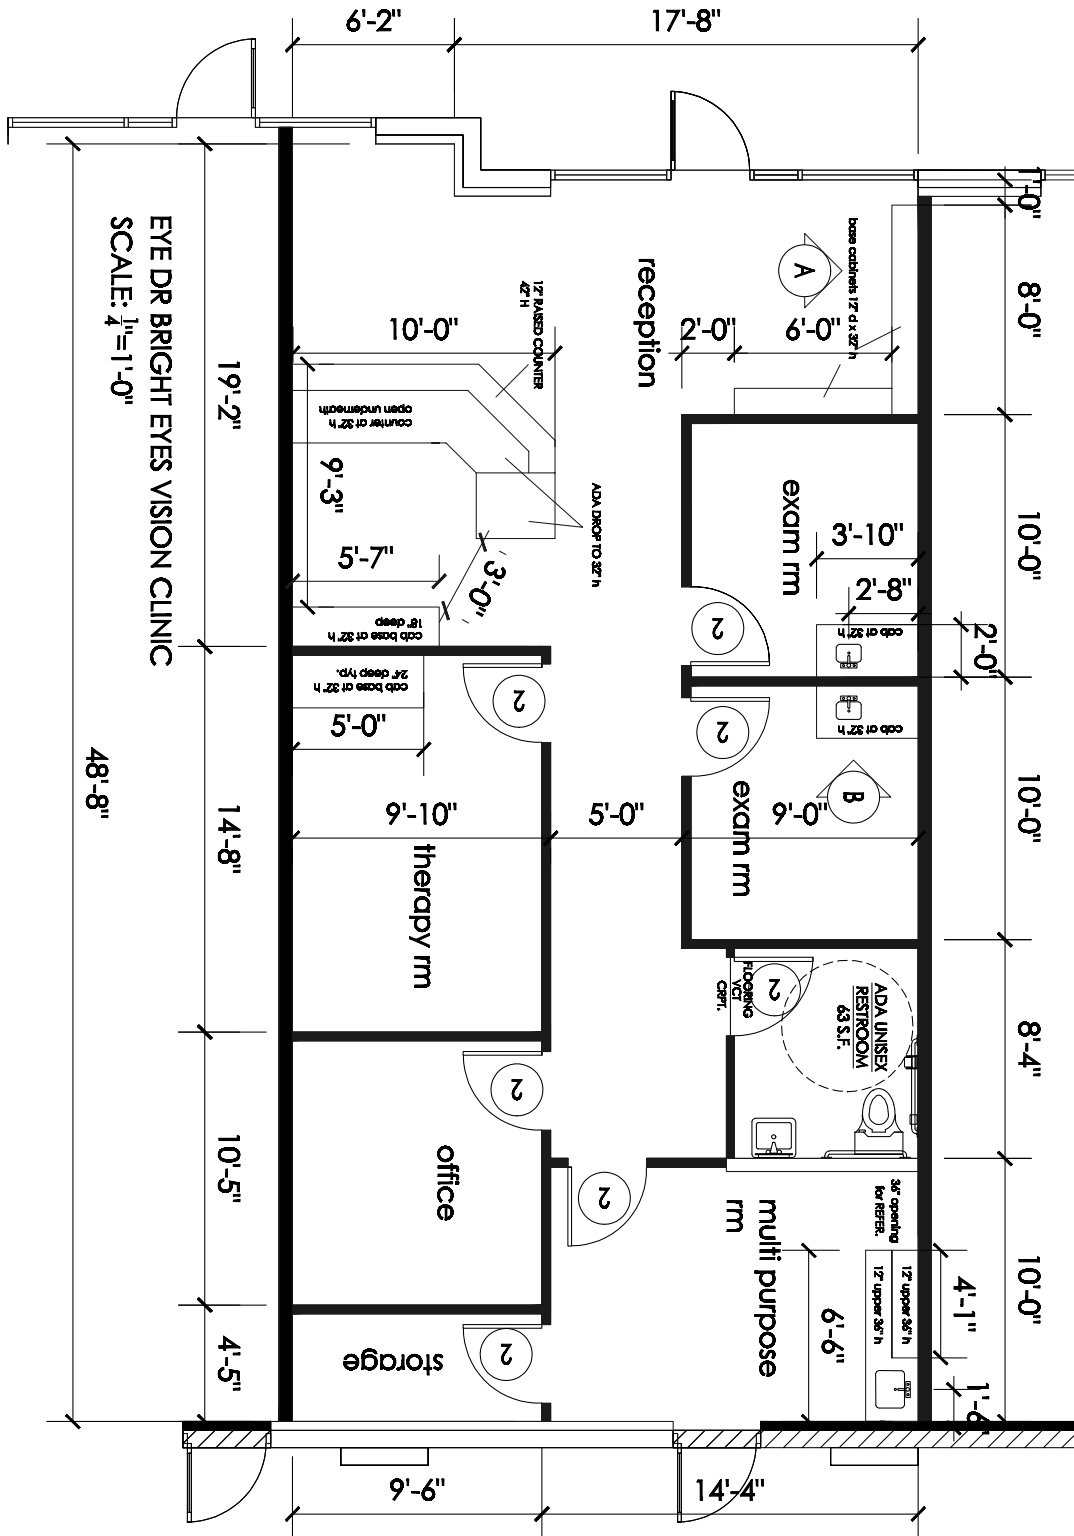 6'-2"
17'-8"
1'-0"
8'-0"
10'-0"
10'-0"
8'-4"
10'-0"
EYE DR BRIGHT EYES VISION CLINIC
SCALE: 1/4"=1'-0"
48'-8"
19'-2"
14'-8"
10'-5"
4'-5"
reception
A
base cabinets 12" d x 32" h
2'-0"
6'-0"
10'-0"
12" RAISED COUNTER
42" H
counter at 32" h
open underneath
9'-3"
5'-7"
3'-0"
ADA DROP TO 32" h
cab base at 32" h
18" deep
cab base at 32" h
24" deep typ.
5'-0"
exam rm
3'-10"
2'-8"
2'-0"
cab at 32" h
cab at 32" h
2
2
2
B
exam rm
9'-10"
5'-0"
9'-0"
therapy rm
FLOORING
VCT
CRPT.
2
ADA UNISEX
RESTROOM
63 S.F.
2
office
2
multi purpose
rm
36" opening
for REFER.
12" upper 36" h
12" upper 36" h
4'-1"
6'-6"
1'-6"
storage
2
9'-6"
14'-4"